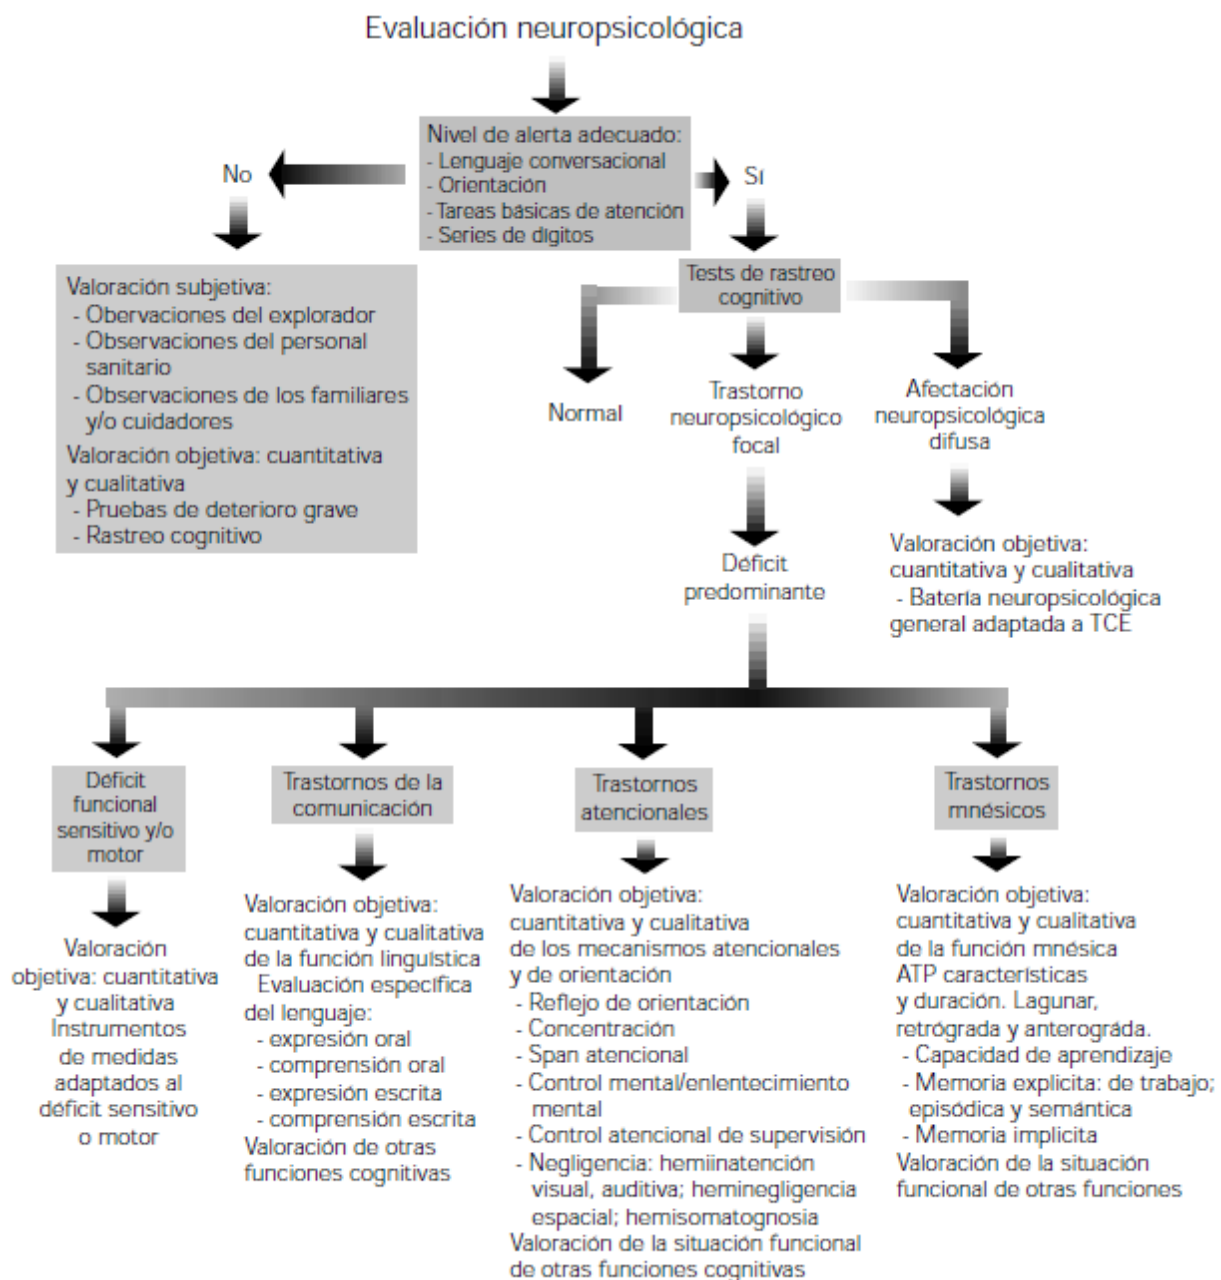 Evaluación neuropsicológica
Nivel de alerta adecuado:
- Lenguaje conversacional
- Orientación
- Tareas básicas de atención
- Series de dígitos
No
Sí
Valoración subjetiva:
- Obervaciones del explorador
- Observaciones del personal
sanitario
- Observaciones de los familiares
y/o cuidadores
Valoración objetiva: cuantitativa
y cualitativa
- Pruebas de deterioro grave
- Rastreo cognitivo
Tests de rastreo
cognitivo
Normal
Trastorno
neuropsicológico
focal
Afectación
neuropsicológica
difusa
Déficit
predominante
Valoración objetiva:
cuantitativa y cualitativa
- Batería neuropsicológica
general adaptada a TCE
Déficit
funcional
sensitivo y/o
motor
Valoración
objetiva: cuantitativa
y cualitativa
Instrumentos
de medidas
adaptados al
déficit sensitivo
o motor
Trastornos de la
comunicación
Valoración objetiva:
cuantitativa y cualitativa
de la función linguística
Evaluación específica
del lenguaje:
- expresión oral
- comprensión oral
- expresión escrita
- comprensión escrita
Valoración de otras
funciones cognitivas
Trastornos
atencionales
Valoración objetiva:
cuantitativa y cualitativa
de los mecanismos atencionales
y de orientación
- Reflejo de orientación
- Concentración
- Span atencional
- Control mental/enlentecimiento
mental
- Control atencional de supervisión
- Negligencia: hemiinatención
visual, auditiva; heminegligencia
espacial; hemisomatognosia
Valoración de la situación funcional
de otras funciones cognitivas
Trastornos
mnésicos
Valoración objetiva:
cuantitativa y cualitativa
de la función mnésica
ATP características
y duración. Lagunar,
retrógrada y anterográda.
- Capacidad de aprendizaje
- Memoria explicita: de trabajo;
episódica y semántica
- Memoria implicita
Valoración de la situación
funcional de otras funciones